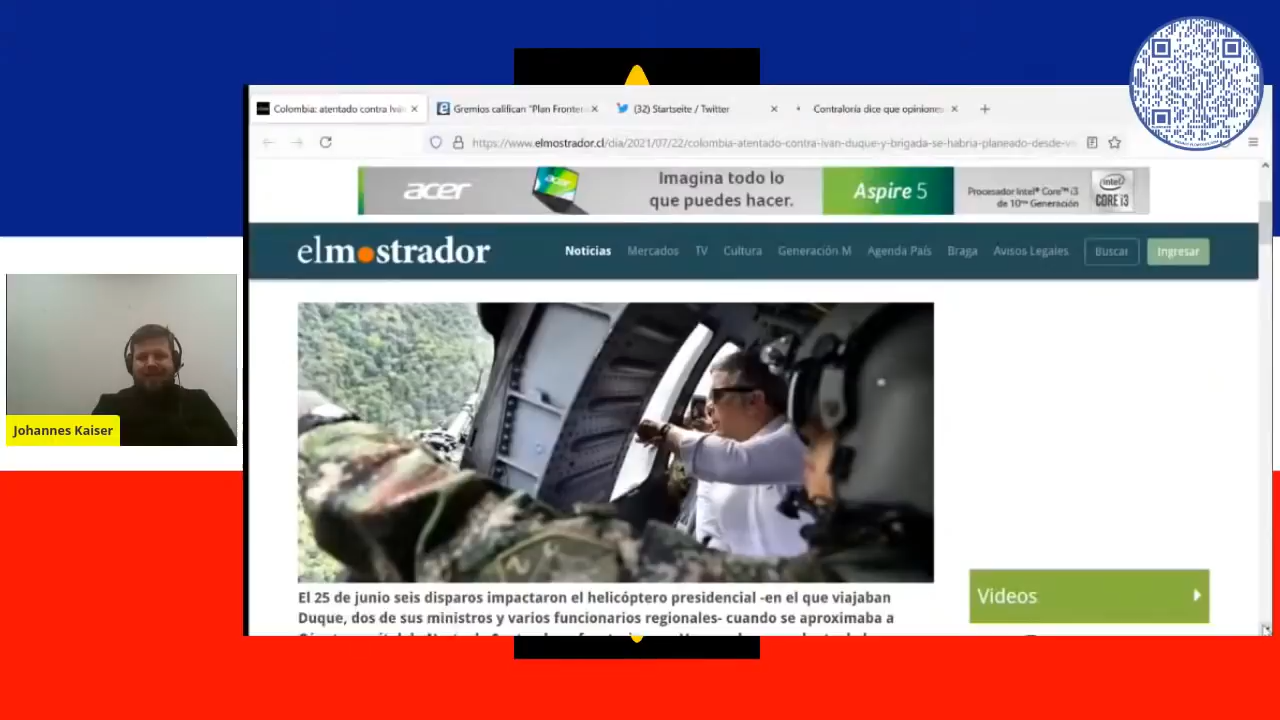 Colombia: atentado contra Iván
Gremios califican "Plan Fronter
(32) Startseite / Twitter
Contraloría dice que opiniones
https://www.elmostrador.cl/dia/2021/07/22/colombia-atentado-contra-ivan-duque-y-brigada-se-habria-planeado-desde-v
acer
Imagina todo lo
que puedes hacer.
Aspire 5
Procesador Intel® Core™ i3
de 10ma Generación
intel
CORE i3
elmostrador
Noticias
Mercados
TV
Cultura
Generación M
Agenda País
Braga
Avisos Legales
Buscar
Ingresar
Johannes Kaiser
Videos
El 25 de junio seis disparos impactaron el helicóptero presidencial -en el que viajaban
Duque, dos de sus ministros y varios funcionarios regionales- cuando se aproximaba a